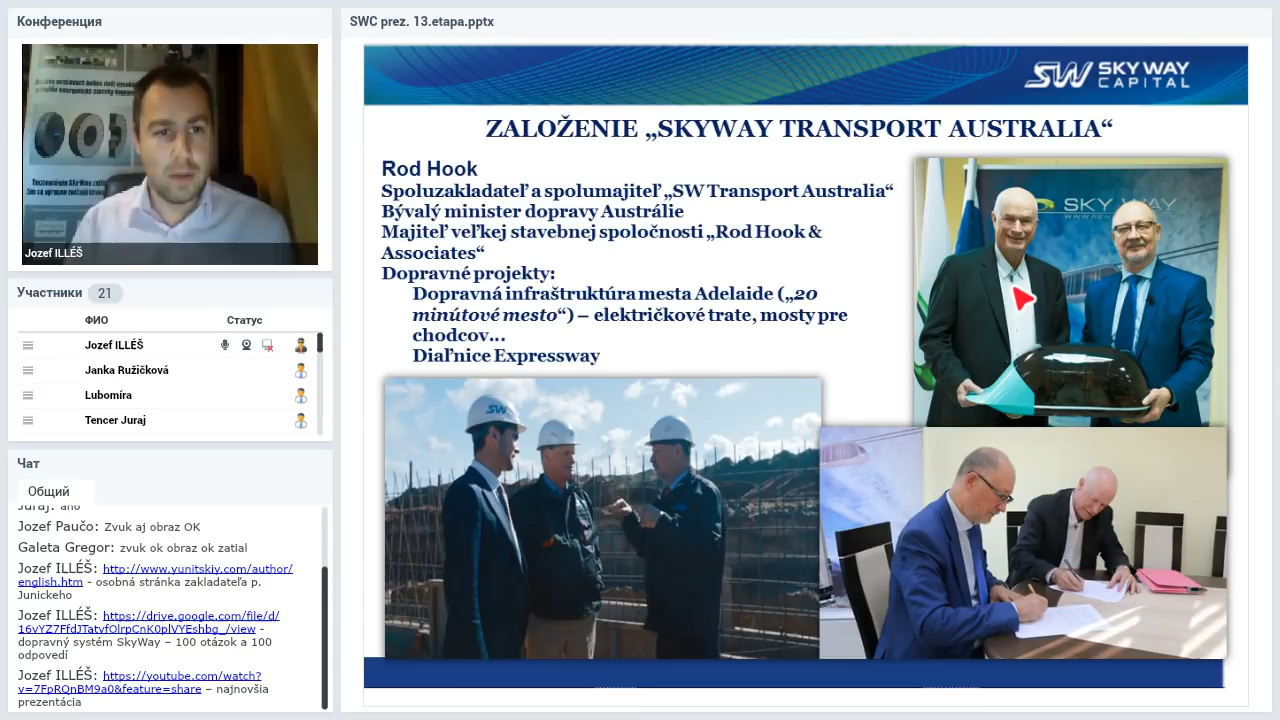 Конференция
Jozef ILLÉŠ
Участники 21
ФИО Статус
Jozef ILLÉŠ
Janka Ružičková
Lubomíra
Tencer Juraj
Чат
Общий
Juraj: ano
Jozef Paučo: Zvuk aj obraz OK
Galeta Gregor: zvuk ok obraz ok zatial
Jozef ILLÉŠ: http://www.yunitskiy.com/author/
english.htm - osobná stránka zakladateľa p.
Junickeho
Jozef ILLÉŠ: https://drive.google.com/file/d/
16vYZ7FfdJTatvfOlrpCnK0plVYEshbg_/view -
dopravný systém SkyWay – 100 otázok a 100
odpovedí
Jozef ILLÉŠ: https://youtube.com/watch?
v=7FpRQnBM9a0&feature=share – najnovšia
prezentácia
SWC prez. 13.etapa.pptx
SW SKY WAY
CAPITAL
ZALOŽENIE „SKYWAY TRANSPORT AUSTRALIA“
Rod Hook
Spoluzakladateľ a spolumajiteľ „SW Transport Australia“
Bývalý minister dopravy Austrálie
Majiteľ veľkej stavebnej spoločnosti „Rod Hook &
Associates“
Dopravné projekty:
Dopravná infraštruktúra mesta Adelaide („20
minútové mesto“) – električkové trate, mosty pre
chodcov...
Diaľnice Expressway
SKY WAY
SW